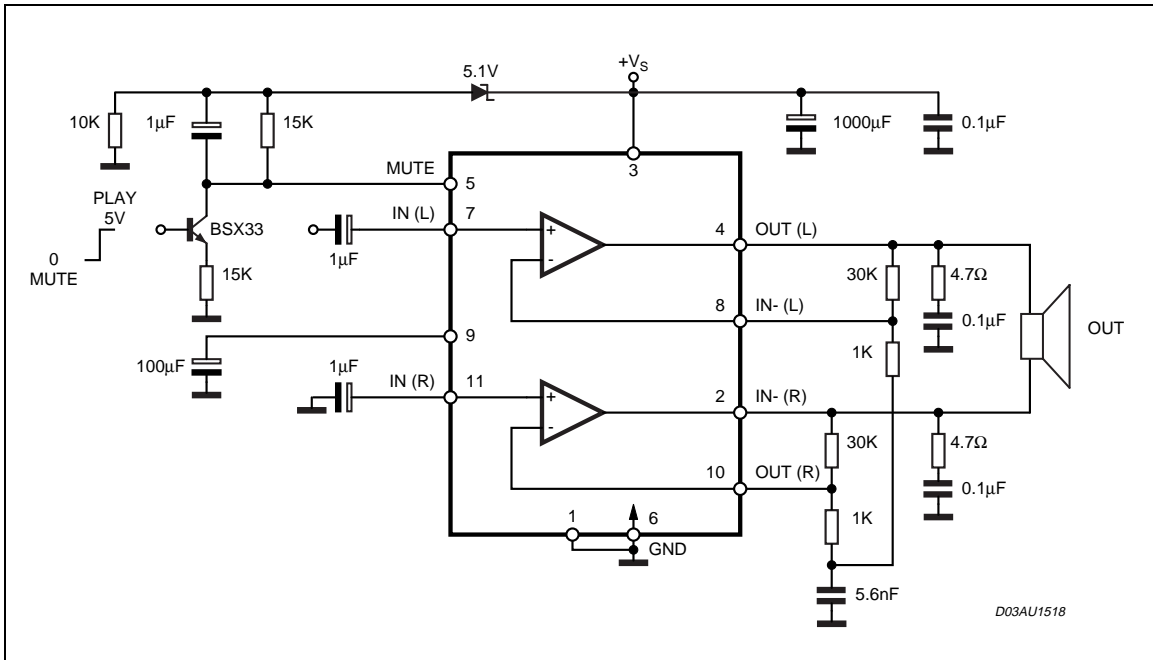 +VS
5.1V
10K
1µF
15K
1000µF
0.1µF
MUTE
3
5
PLAY
5V
BSX33
IN (L)
7
4
OUT (L)
0
MUTE
15K
1µF
+
-
30K
4.7Ω
8
IN- (L)
0.1µF
OUT
9
1K
100µF
1µF
IN (R)
11
+
-
2
IN- (R)
30K
4.7Ω
10
OUT (R)
0.1µF
1
6
1K
GND
5.6nF
D03AU1518